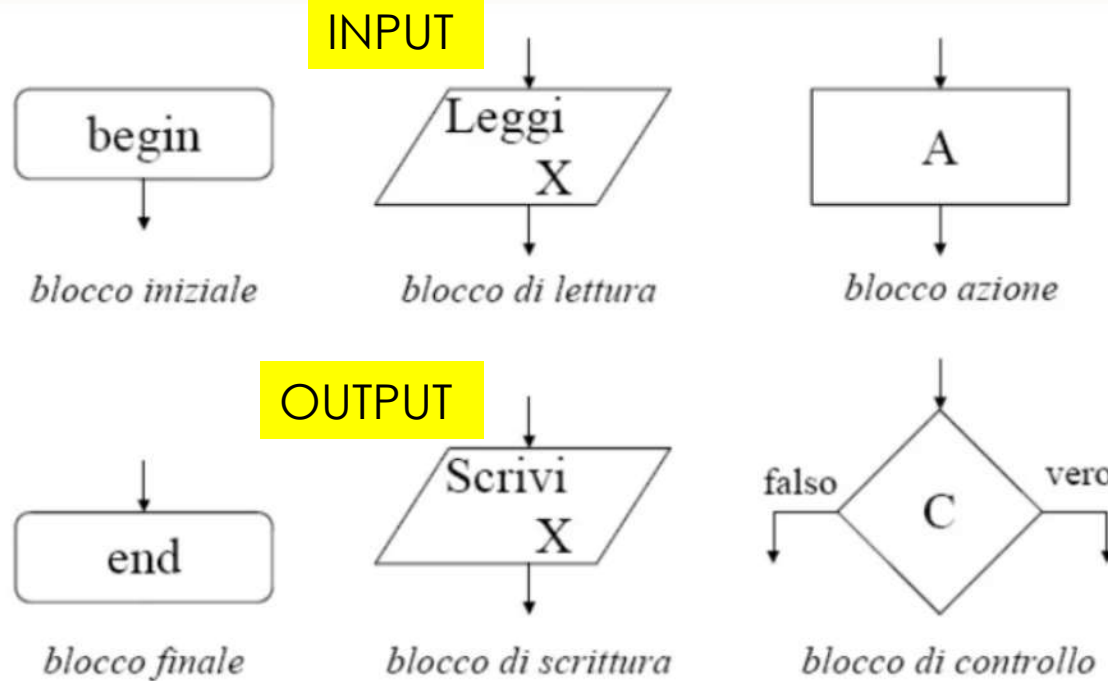 INPUT
begin
Leggi
X
A
blocco iniziale
blocco di lettura
blocco azione
OUTPUT
end
Scrivi
X
falso
C
vero
blocco finale
blocco di scrittura
blocco di controllo